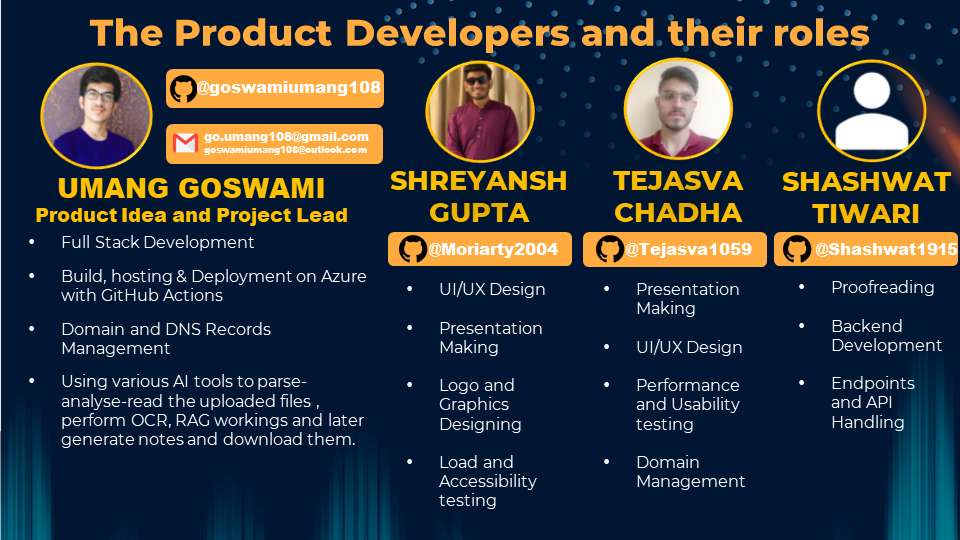 The Product Developers and their roles
@goswamiumang108
go.umang108@gmail.com
goswamiumang108@outlook.com
UMANG GOSWAMI
Product Idea and Project Lead
• Full Stack Development
• Build, hosting & Deployment on Azure
with GitHub Actions
• Domain and DNS Records
Management
• Using various AI tools to parse-
analyse-read the uploaded files ,
perform OCR, RAG workings and later
generate notes and download them.
SHREYANSH
GUPTA
@Moriarty2004
• UI/UX Design
• Presentation
Making
• Logo and
Graphics
Designing
• Load and
Accessibility
testing
TEJASVA
CHADHA
@Tejasva1059
• Presentation
Making
• UI/UX Design
• Performance
and Usability
testing
• Domain
Management
SHASHWAT
TIWARI
@Shashwat1915
• Proofreading
• Backend
Development
• Endpoints
and API
Handling